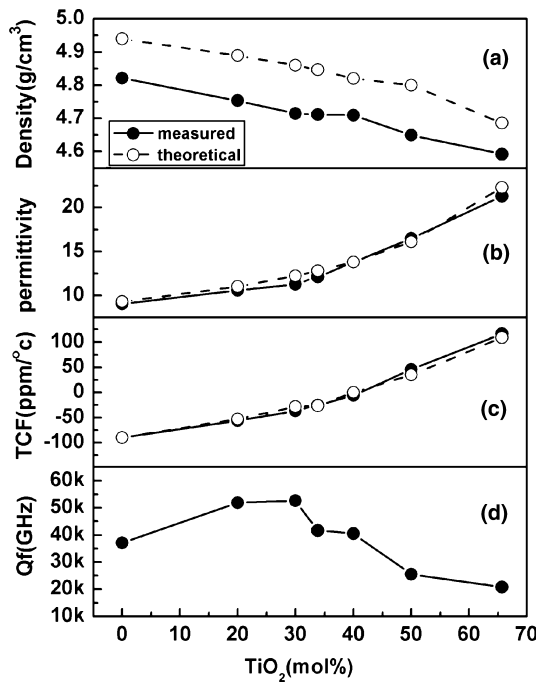 5.0
4.9
4.8
4.7
4.6
Density(g/cm³)
(a)
measured
theoretical
20
15
10
permittivity
(b)
100
50
0
-50
-100
TCF(ppm/°c)
(c)
60k
50k
40k
30k
20k
10k
Qf(GHz)
(d)
0 10 20 30 40 50 60 70
TiO₂(mol%)